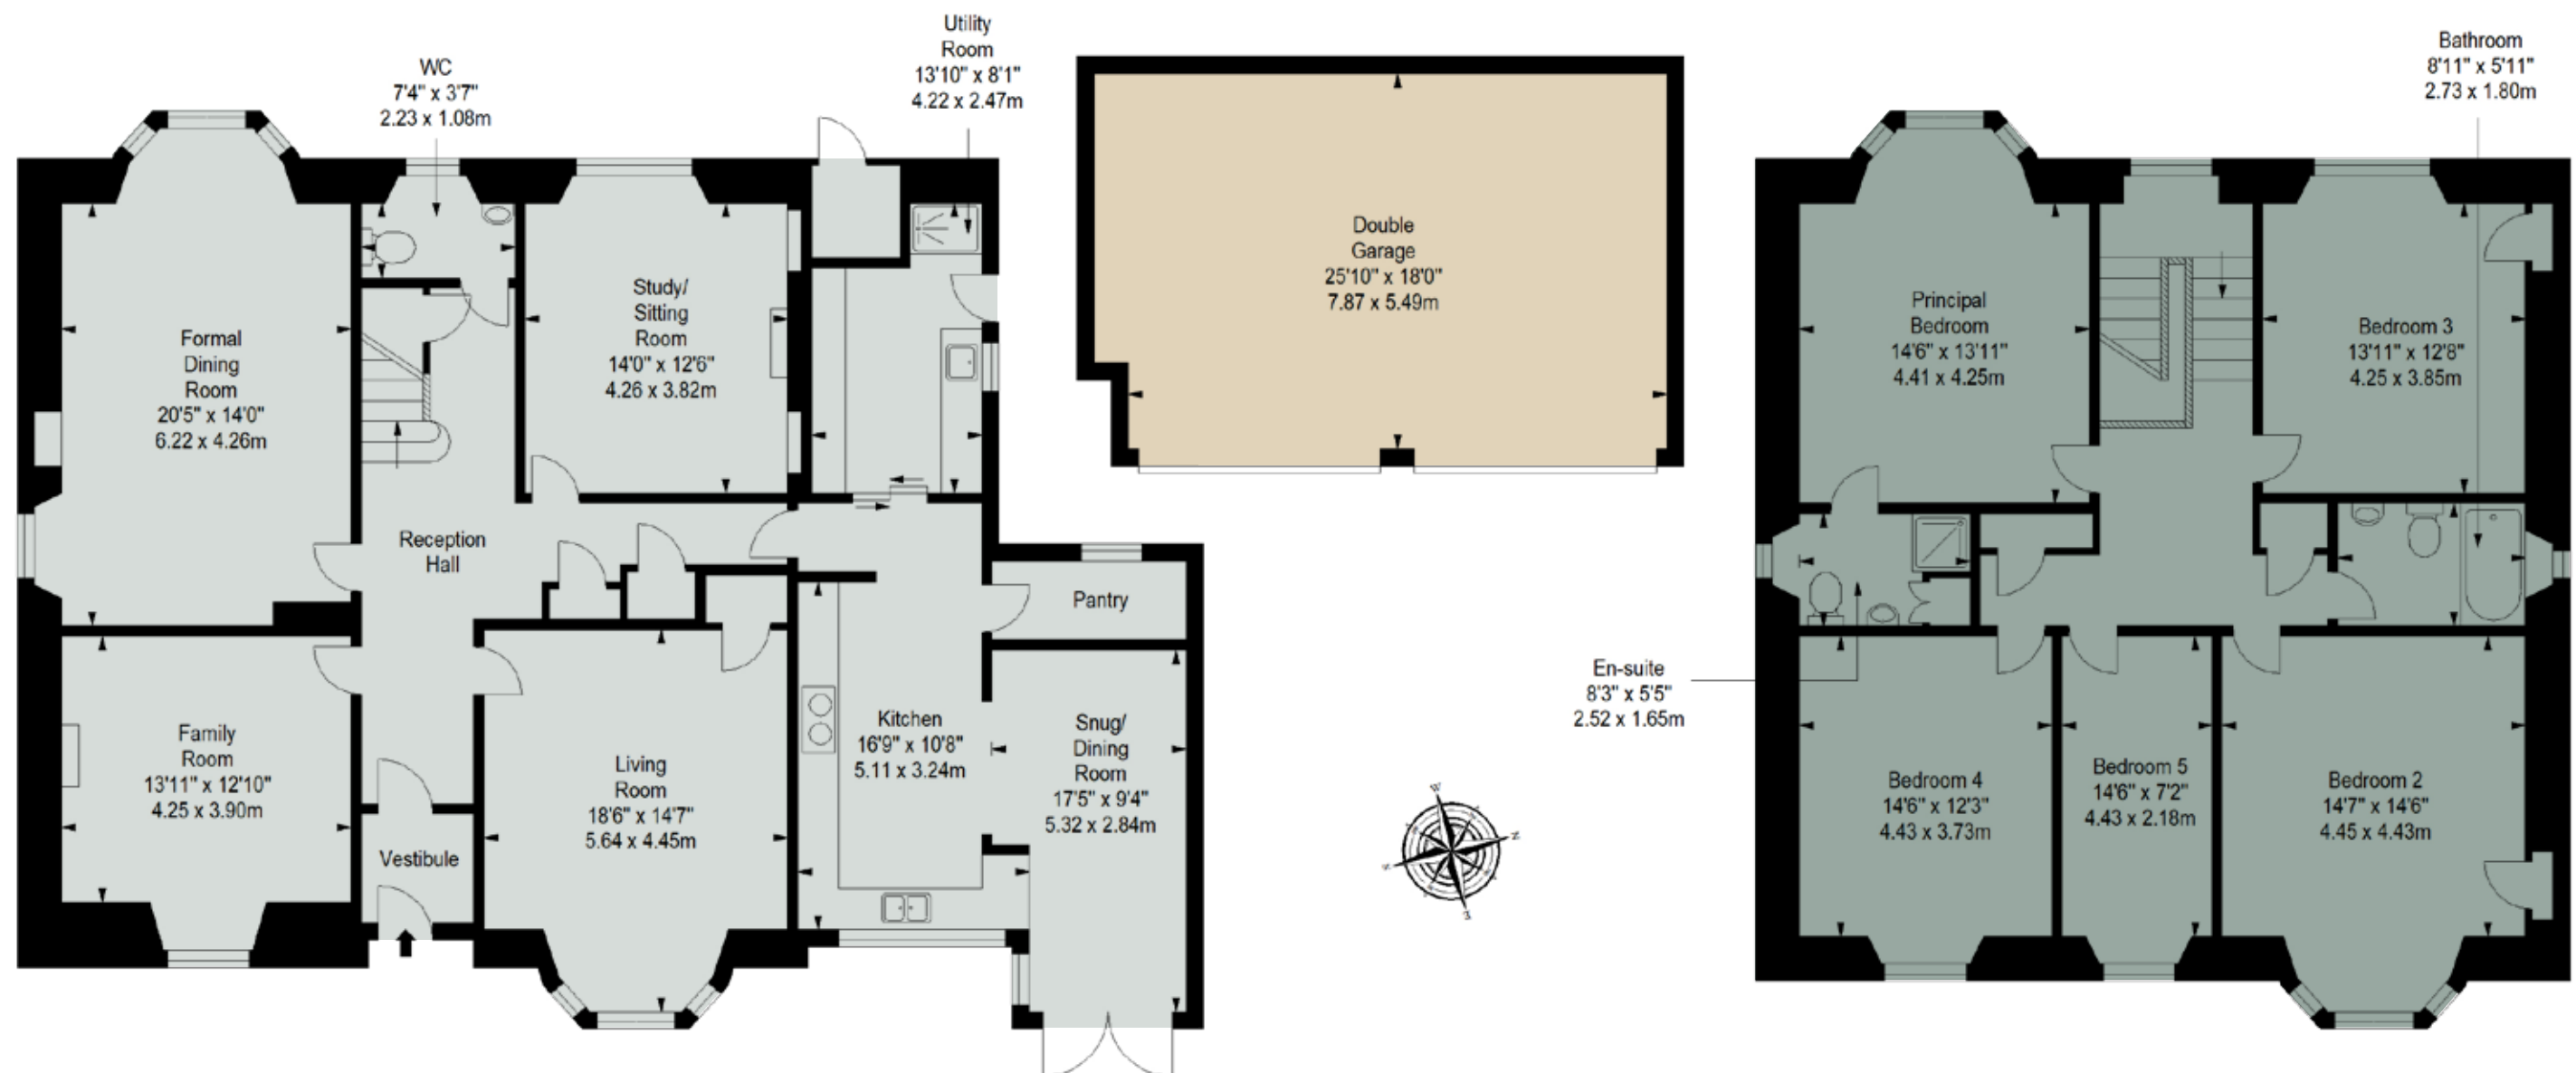 WC
7'4" x 3'7"
2.23 x 1.08m
Utility
Room
13'10" x 8'1"
4.22 x 2.47m
Formal
Dining
Room
20'5" x 14'0"
6.22 x 4.26m
Study/
Sitting
Room
14'0" x 12'6"
4.26 x 3.82m
Reception
Hall
Pantry
Family
Room
13'11" x 12'10"
4.25 x 3.90m
Vestibule
Living
Room
18'6" x 14'7"
5.64 x 4.45m
Kitchen
16'9" x 10'8"
5.11 x 3.24m
Snug/
Dining
Room
17'5" x 9'4"
5.32 x 2.84m
Double
Garage
25'10" x 18'0"
7.87 x 5.49m
Bathroom
8'11" x 5'11"
2.73 x 1.80m
Principal
Bedroom
14'6" x 13'11"
4.41 x 4.25m
Bedroom 3
13'11" x 12'8"
4.25 x 3.85m
En-suite
8'3" x 5'5"
2.52 x 1.65m
Bedroom 4
14'6" x 12'3"
4.43 x 3.73m
Bedroom 5
14'6" x 7'2"
4.43 x 2.18m
Bedroom 2
14'7" x 14'6"
4.45 x 4.43m